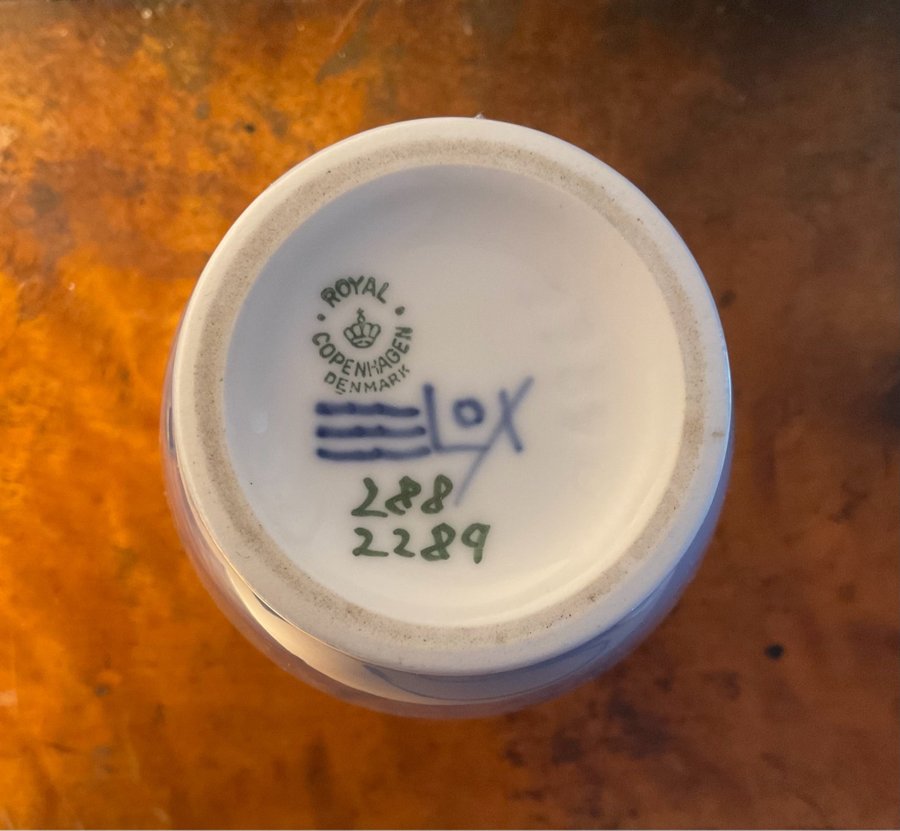 ROYAL
COPENHAGEN
DENMARK
LOX
288
2289